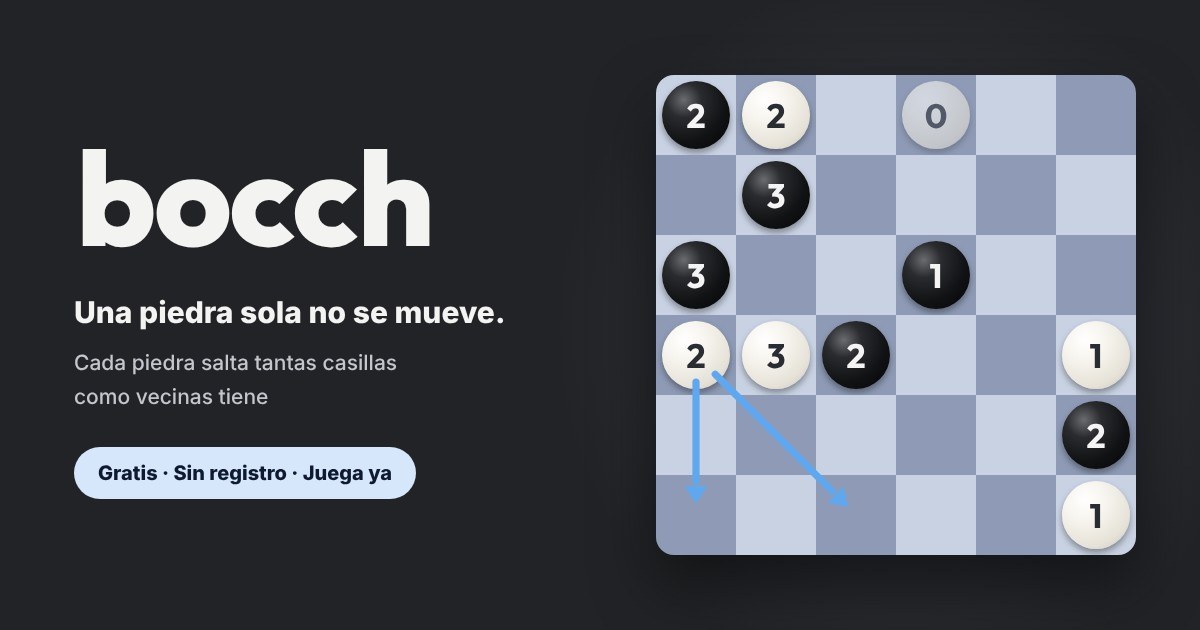 bocch
Una piedra sola no se mueve.
Cada piedra salta tantas casillas
como vecinas tiene
Gratis · Sin registro · Juega ya
2 2 0
3
3 1
2 3 2 1
2
1